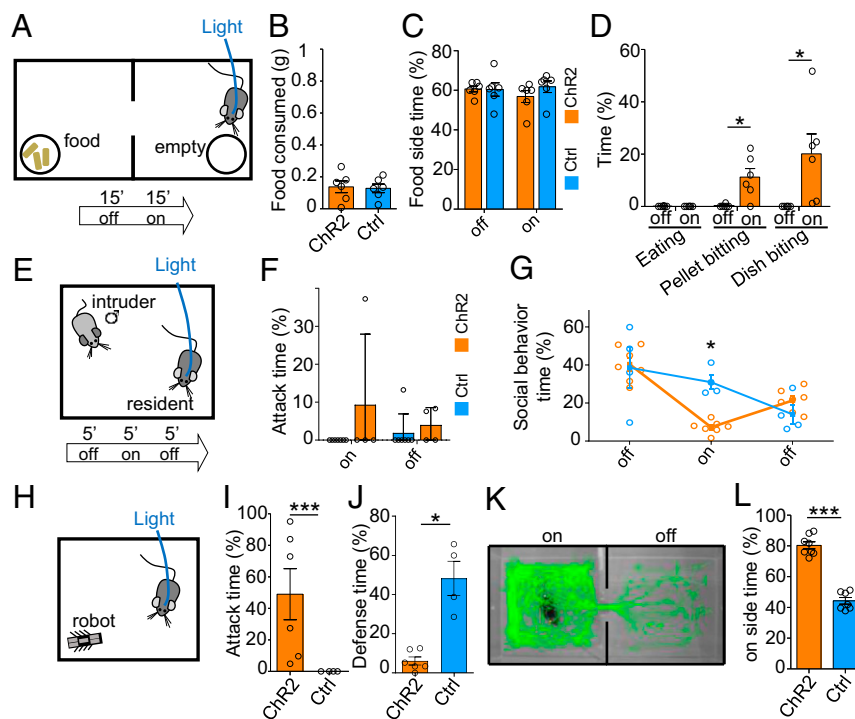 A
Light
food
empty
15’ 15’
off on
B
Food consumed (g)
1
0.8
0.6
0.4
0.2
0
ChR2 Ctrl
C
Food side time (%)
80
60
40
20
0
off on
ChR2
Ctrl
D
Time (%)
60
40
20
0
*
*
off on off on off on
Eating
Pellet bitting
Dish biting
E
Light
intruder
♂
resident
5’ 5’ 5’
off on off
F
Attack time (%)
30
20
10
0
on off
ChR2
Ctrl
G
Social behavior
time (%)
60
40
20
0
*
off on off
H
Light
robot
I
Attack time (%)
100
80
60
40
20
0
***
ChR2 Ctrl
J
Defense time (%)
80
40
0
*
ChR2 Ctrl
K
on off
L
on side time (%)
100
80
60
40
20
0
***
ChR2 Ctrl